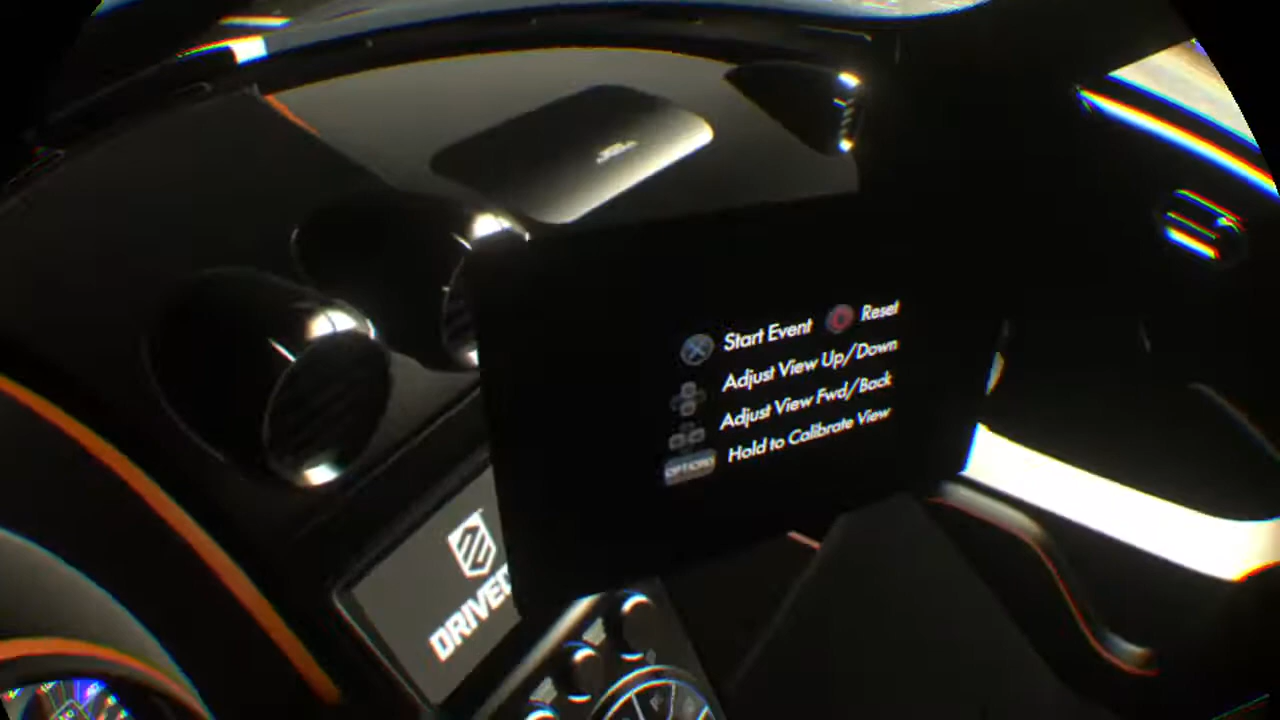 Start Event Reset
Adjust View Up/Down
Adjust View Fwd/Back
OPTIONS Hold to Calibrate View
DRIVEC